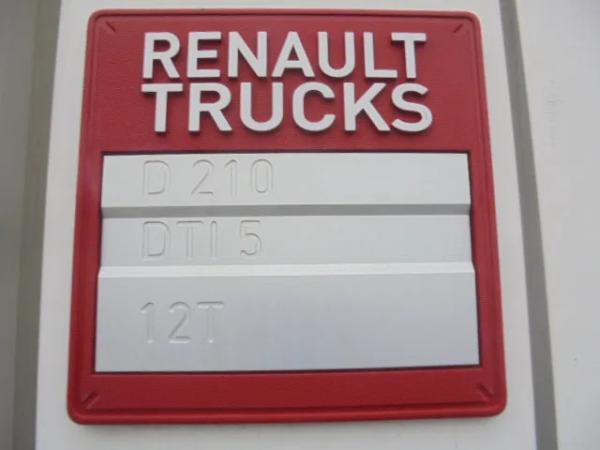 RENAULT
TRUCKS
D 210
DTI 5
12T